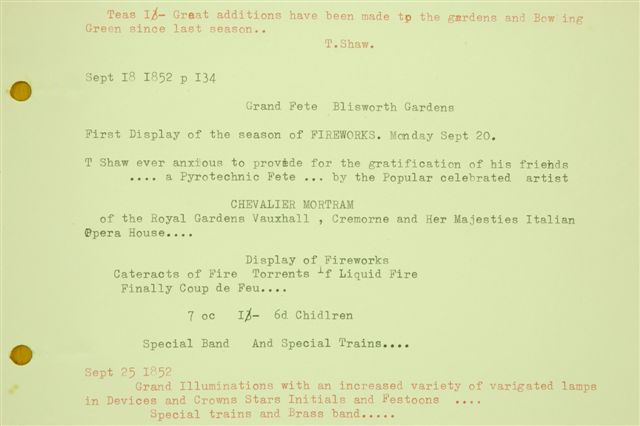 Teas 1/- Great additions have been made to the gardens and Bow ing
Green since last season..
T.Shaw.
Sept 18 1852 p 134
Grand Fete Blisworth Gardens
First Display of the season of FIREWORKS. Monday Sept 20.
T Shaw ever anxious to provide for the gratification of his friehds
.... a Pyrotechnic Fete ... by the Popular celebrated artist
CHEVALIER MORTRAM
of the Royal Gardens Vauxhall , Cremorne and Her Majesties Italian
Opera House....
Display of Fireworks
Cateracts of Fire Torrents f Liquid Fire
Finally Coup de Feu....
7 oc 1/- 6d Chidlren
Special Band And Special Trains....
Sept 25 1852
Grand Illuminations with an increased variety of varigated lamps
in Devices and Crowns Stars Initials and Festoons ....
Special trains and Brass band.....